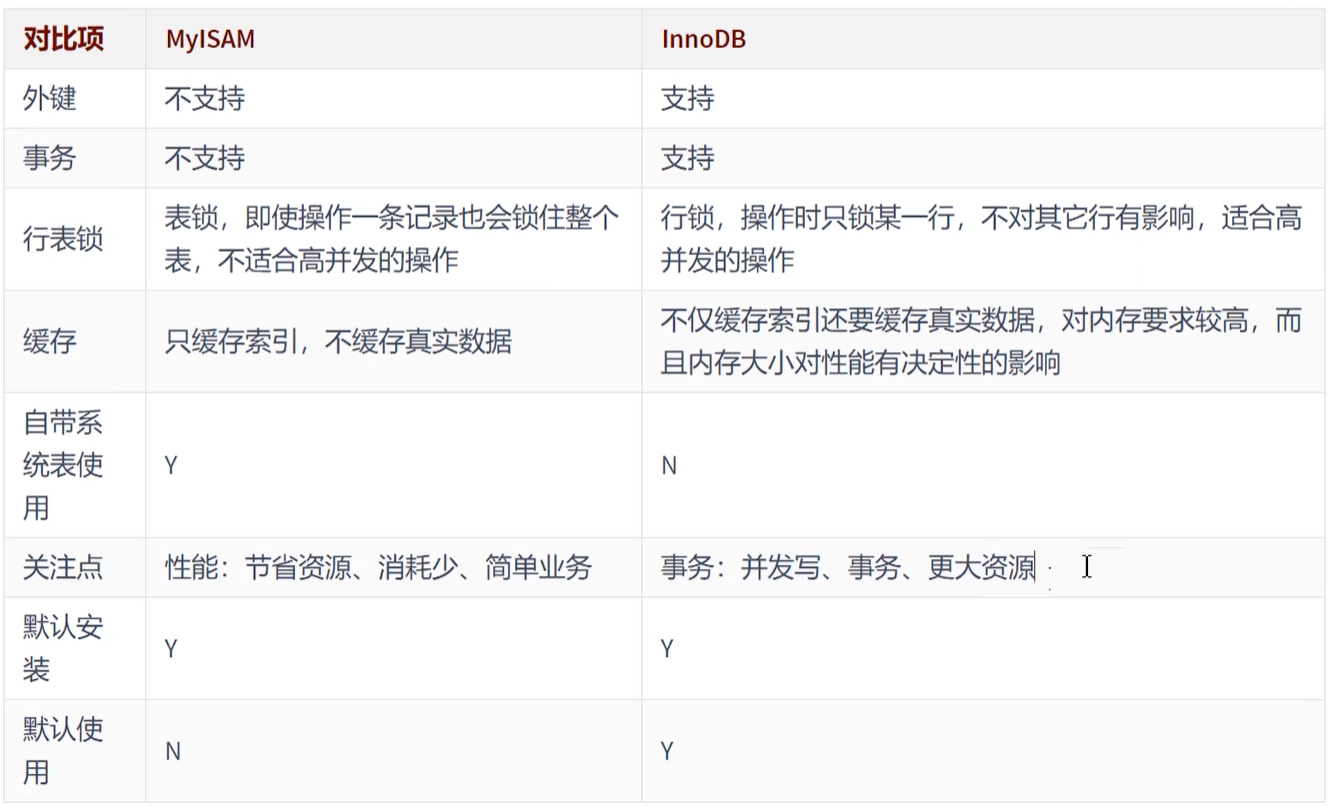 对比项 MyISAM InnoDB
外键 不支持 支持
事务 不支持 支持
行表锁
表锁，即使操作一条记录也会锁住整个
表，不适合高并发的操作
行锁，操作时只锁某一行，不对其它行有影响，适合高
并发的操作
缓存
只缓存索引，不缓存真实数据
不仅缓存索引还要缓存真实数据，对内存要求较高，而
且内存大小对性能有决定性的影响
自带系
统表使
用
Y
N
关注点 性能：节省资源、消耗少、简单业务 事务：并发写、事务、更大资源
默认安
装
Y
Y
默认使
用
N
Y